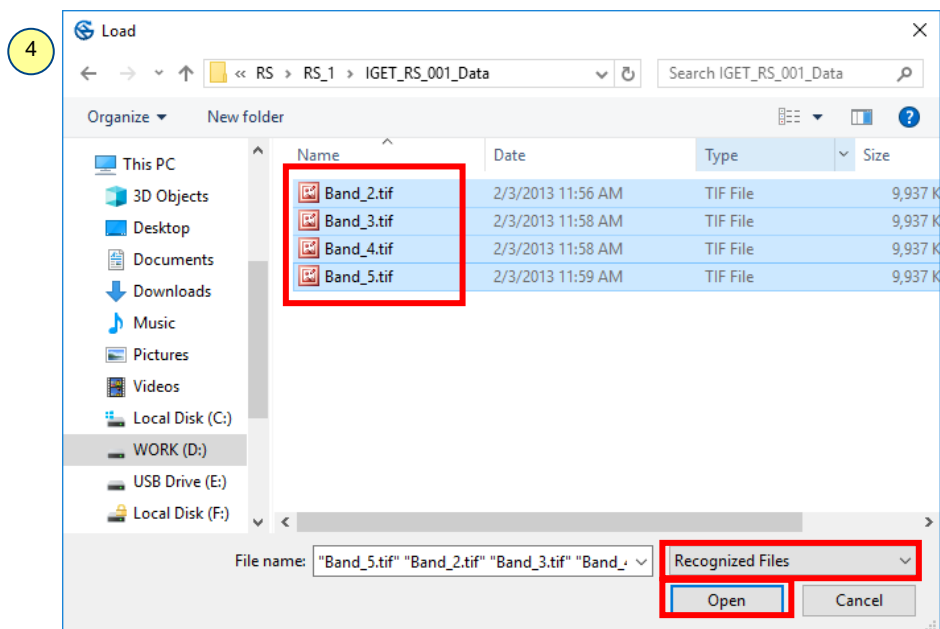 4
Load
« RS › RS_1 › IGET_RS_001_Data
Search IGET_RS_001_Data
Organize
New folder
?
Name Date Type Size
This PC
3D Objects
Desktop
Documents
Downloads
Music
Pictures
Videos
Local Disk (C:)
WORK (D:)
USB Drive (E:)
Local Disk (F:)
Band_2.tif 2/3/2013 11:56 AM TIF File 9,937 K
Band_3.tif 2/3/2013 11:58 AM TIF File 9,937 K
Band_4.tif 2/3/2013 11:58 AM TIF File 9,937 K
Band_5.tif 2/3/2013 11:59 AM TIF File 9,937 K
File name: "Band_5.tif" "Band_2.tif" "Band_3.tif" "Band_
Recognized Files
Open Cancel